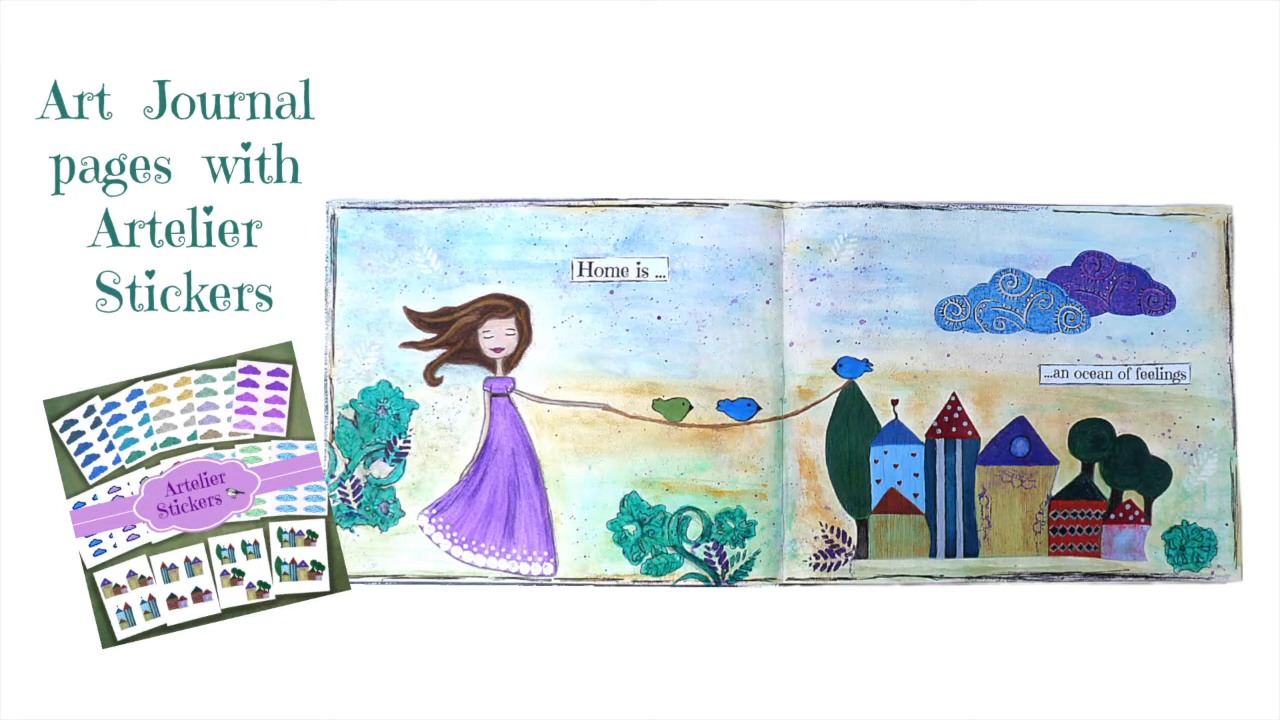 Art Journal
pages with
Artelier
Stickers
Home is ...
...an ocean of feelings
Artelier
Stickers